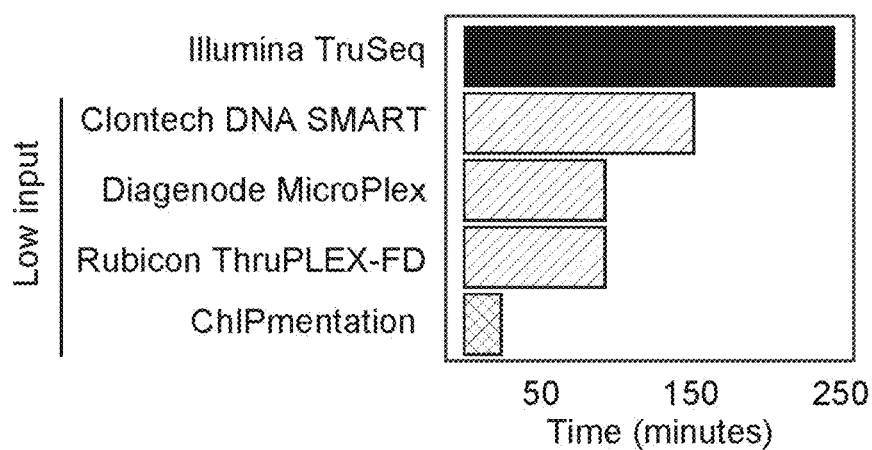 Illumina TruSeq
Low input
Clontech DNA SMART
Diagenode MicroPlex
Rubicon ThruPLEX-FD
ChIPmentation
50 150 250
Time (minutes)